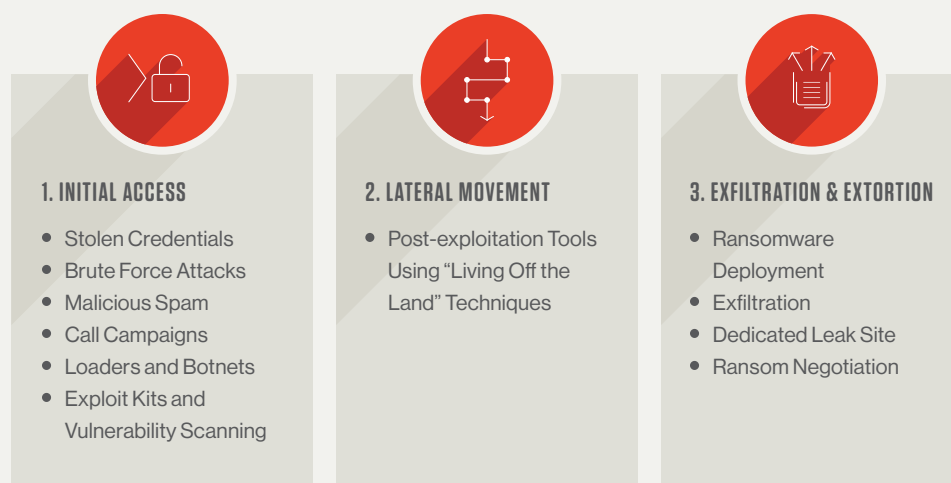 1. INITIAL ACCESS
Stolen Credentials
Brute Force Attacks
Malicious Spam
Call Campaigns
Loaders and Botnets
Exploit Kits and
Vulnerability Scanning
2. LATERAL MOVEMENT
Post-exploitation Tools
Using “Living Off the
Land” Techniques
3. EXFILTRATION & EXTORTION
Ransomware
Deployment
Exfiltration
Dedicated Leak Site
Ransom Negotiation